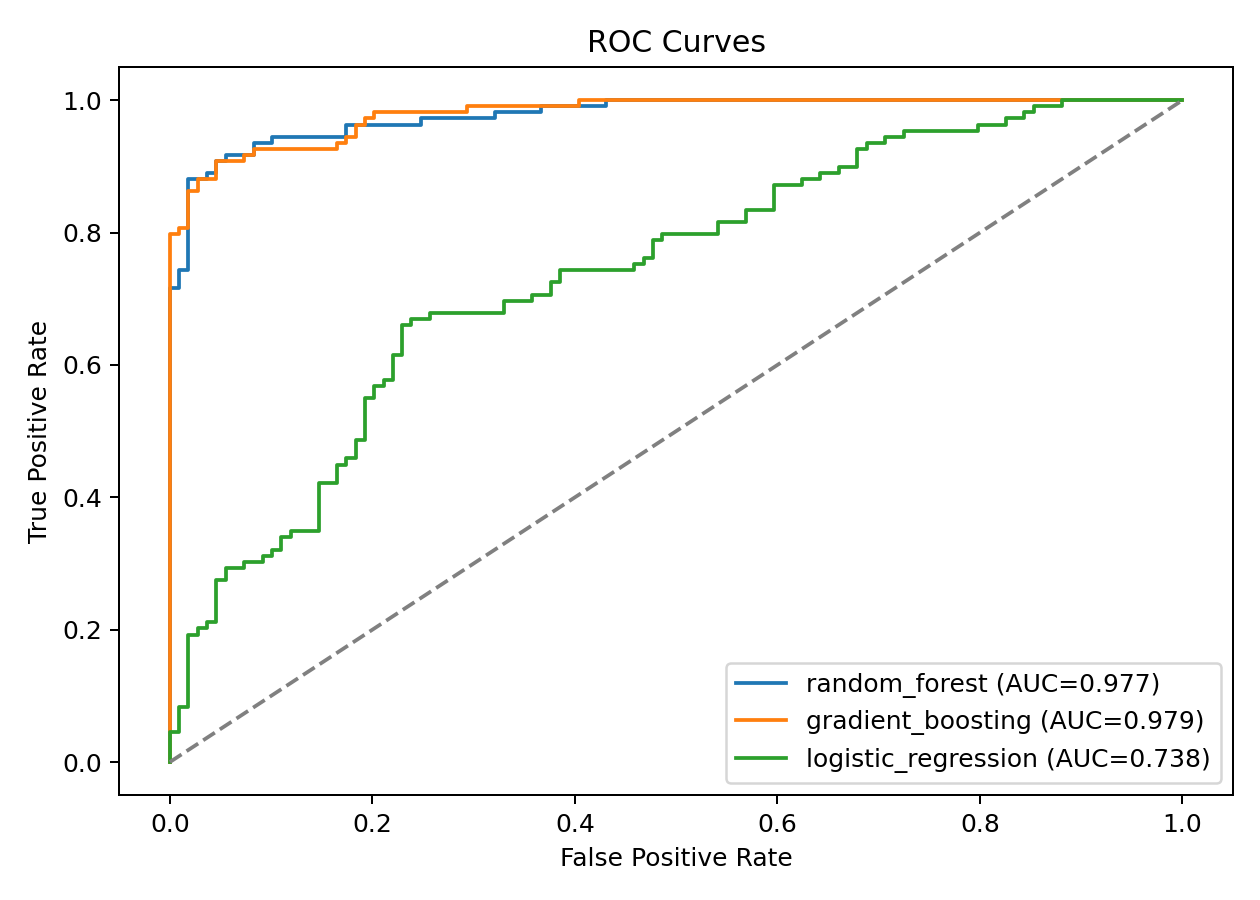 ROC Curves
True Positive Rate
1.0
0.8
0.6
0.4
0.2
0.0
random_forest (AUC=0.977)
gradient_boosting (AUC=0.979)
logistic_regression (AUC=0.738)
0.0 0.2 0.4 0.6 0.8 1.0
False Positive Rate